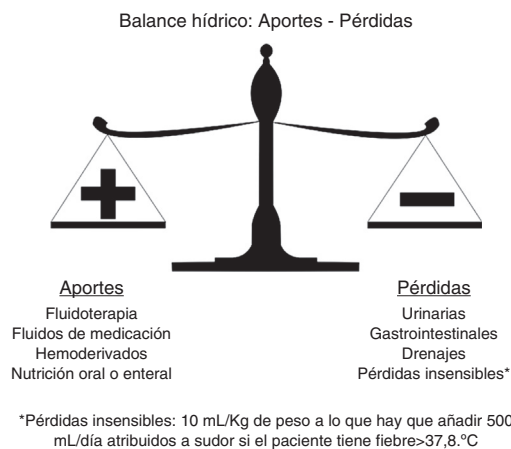 Balance hídrico: Aportes - Pérdidas
Aportes
Fluidoterapia
Fluidos de medicación
Hemoderivados
Nutrición oral o enteral
Pérdidas
Urinarias
Gastrointestinales
Drenajes
Pérdidas insensibles*
*Pérdidas insensibles: 10 mL/Kg de peso a lo que hay que añadir 500
mL/día atribuidos a sudor si el paciente tiene fiebre>37,8.ºC